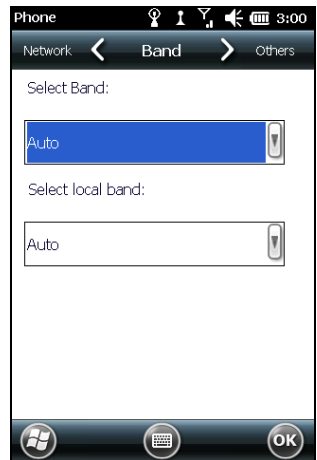 Phone 3:00
Network Band Others
Select Band:
Auto
Select local band:
Auto
OK